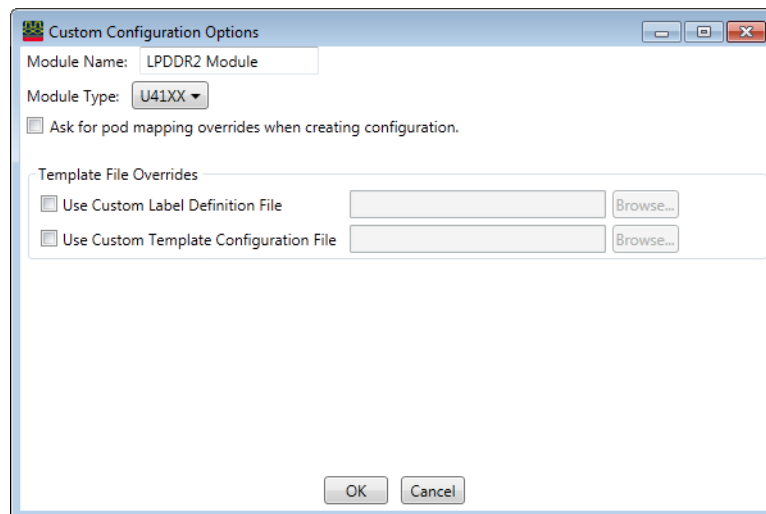 Custom Configuration Options
Module Name: LPDDR2 Module
Module Type: U41XX
Ask for pod mapping overrides when creating configuration.
Template File Overrides
Use Custom Label Definition File Browse...
Use Custom Template Configuration File Browse...
OK Cancel